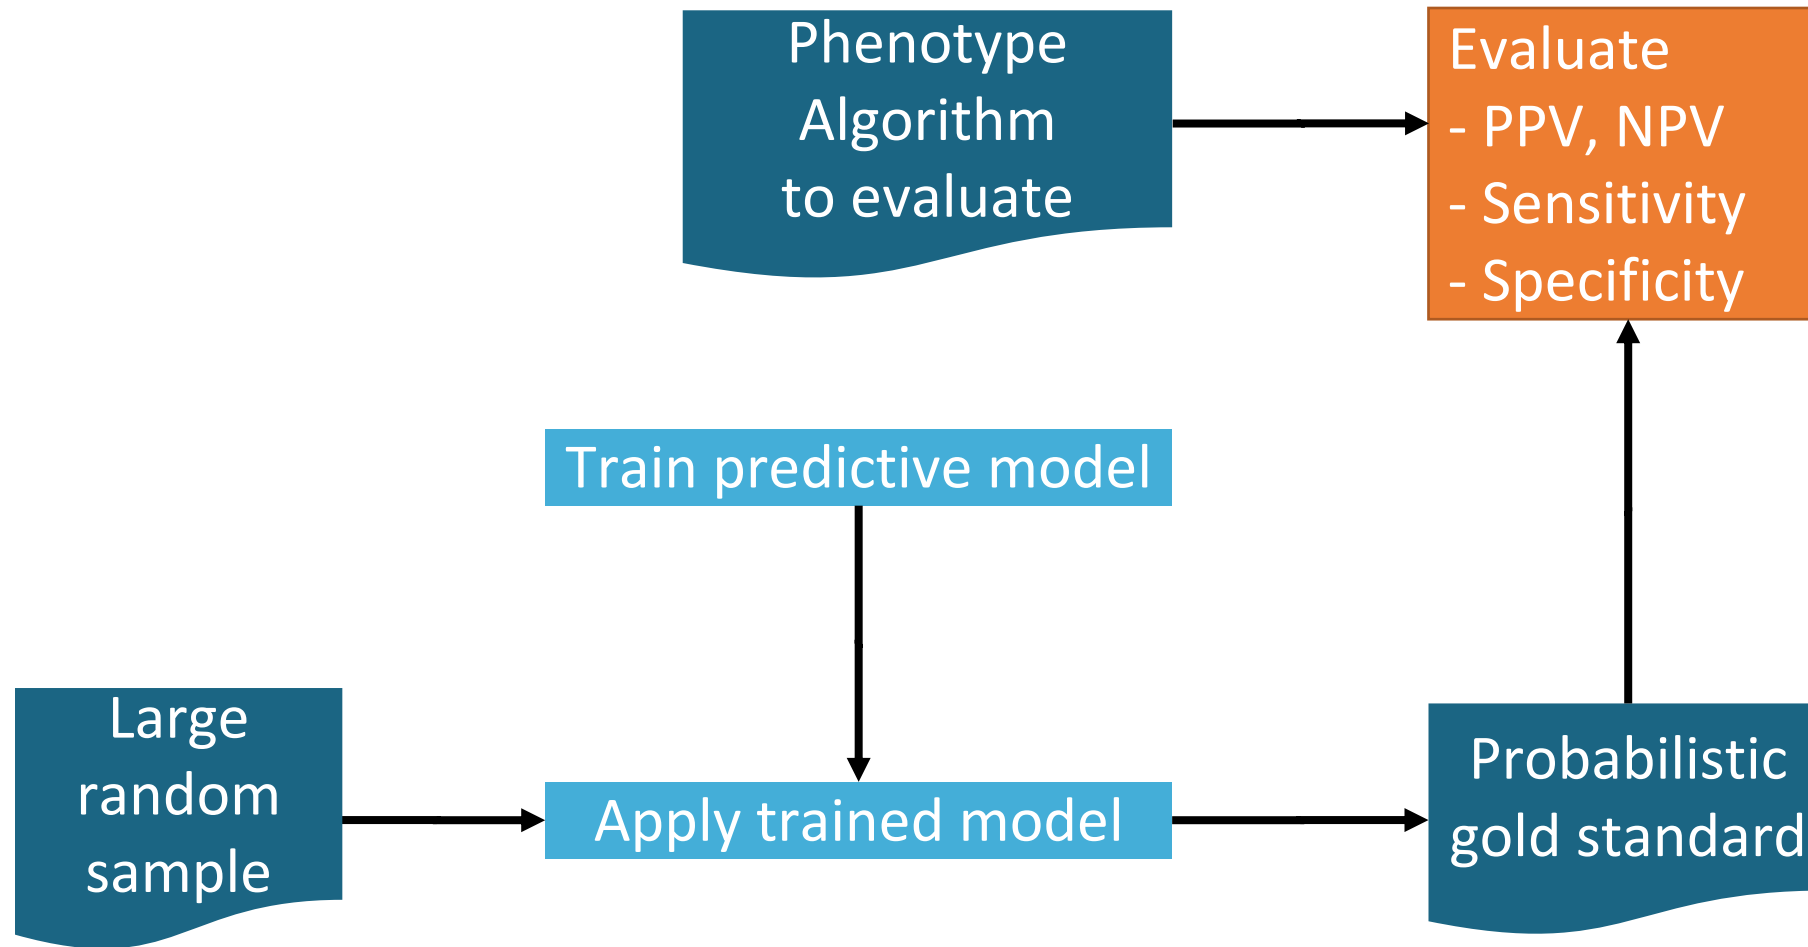 Phenotype
Algorithm
to evaluate
Evaluate
- PPV, NPV
- Sensitivity
- Specificity
Train predictive model
Large
random
sample
Apply trained model
Probabilistic
gold standard